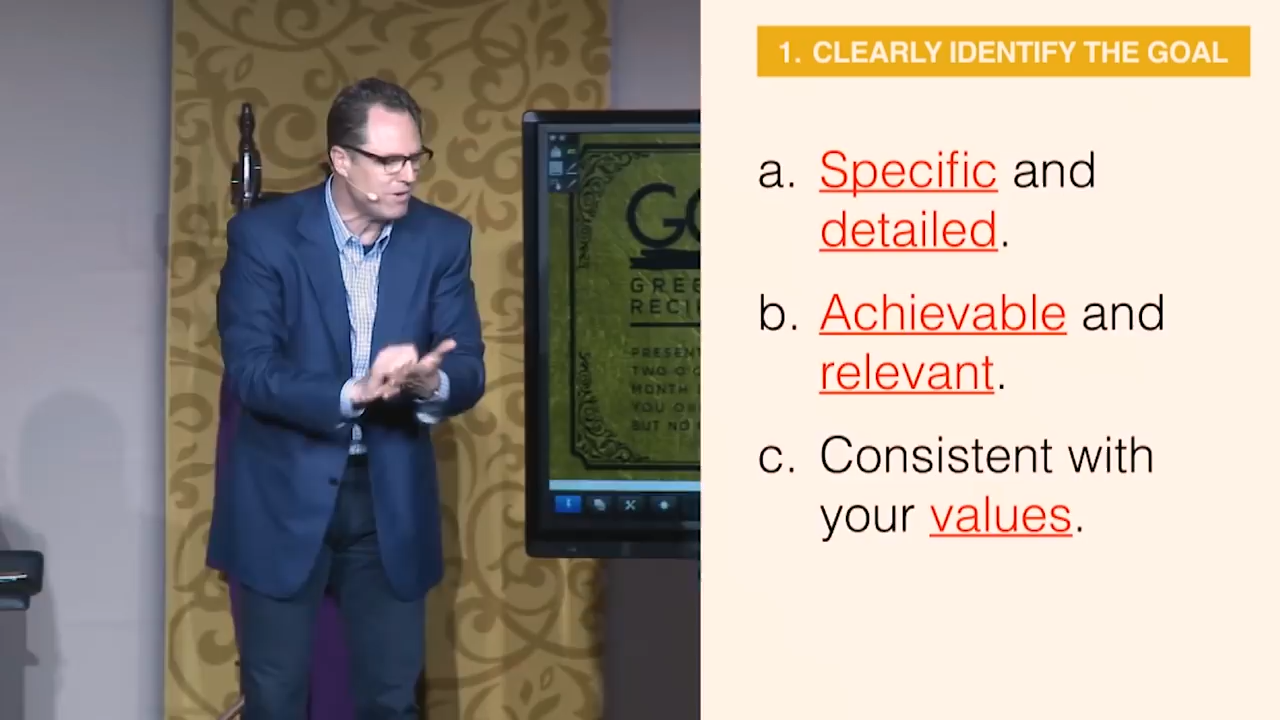 1. CLEARLY IDENTIFY THE GOAL
a. Specific and
detailed.
b. Achievable and
relevant.
c. Consistent with
your values.